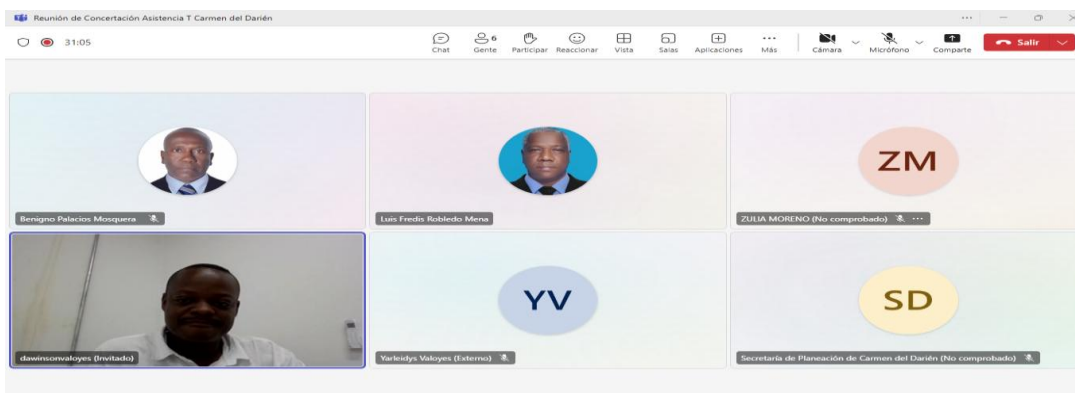 Reunión de Concertación Asistencia T Carmen del Darién
31:05
Chat
Gente 6
Participar
Reaccionar
Vista
Salas
Aplicaciones
Más
Cámara
Micrófono
Comparte
Salir
Benigno Palacios Mosquera
Luis Fredis Robledo Mena
ZM
ZULIA MORENO (No comprobado)
dawinsonvaloyes (Invitado)
YV
Yarleidys Valoyes (Externo)
SD
Secretaría de Planeación de Carmen del Darién (No comprobado)